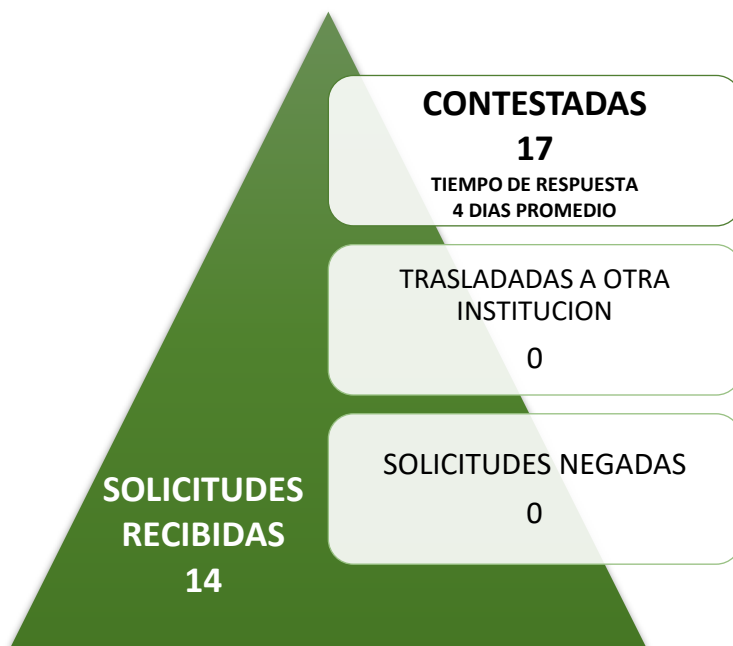 CONTESTADAS
17
TIEMPO DE RESPUESTA
4 DIAS PROMEDIO
TRASLADADAS A OTRA
INSTITUCION
0
SOLICITUDES NEGADAS
0
SOLICITUDES
RECIBIDAS
14